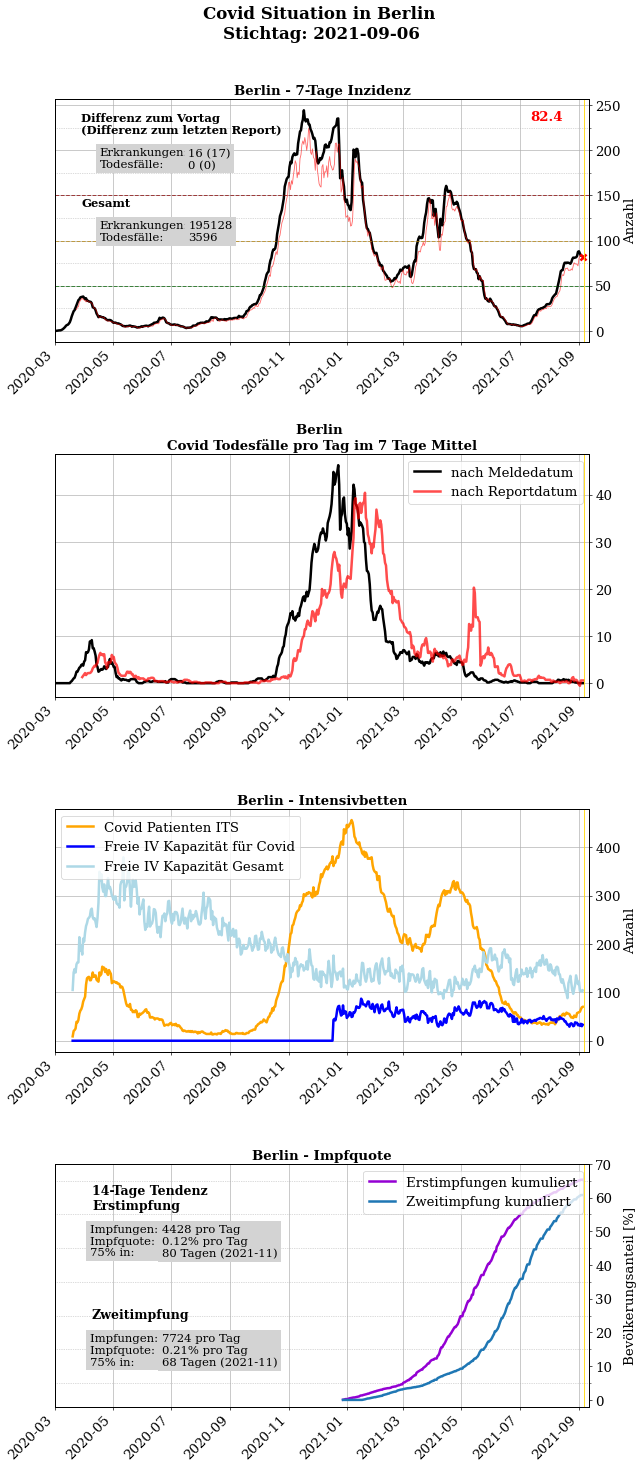 Covid Situation in Berlin
Stichtag: 2021-09-06
Berlin - 7-Tage Inzidenz
Differenz zum Vortag
(Differenz zum letzten Report)
Erkrankungen 16 (17)
Todesfälle: 0 (0)
Gesamt
Erkrankungen 195128
Todesfälle: 3596
82.4
250
200
150
100
50
0
Anzahl
2020-03
2020-05
2020-07
2020-09
2020-11
2021-01
2021-03
2021-05
2021-07
2021-09
Berlin
Covid Todesfälle pro Tag im 7 Tage Mittel
nach Meldedatum
nach Reportdatum
40
30
20
10
0
2020-03
2020-05
2020-07
2020-09
2020-11
2021-01
2021-03
2021-05
2021-07
2021-09
Berlin - Intensivbetten
Covid Patienten ITS
Freie IV Kapazität für Covid
Freie IV Kapazität Gesamt
400
300
200
100
0
Anzahl
2020-03
2020-05
2020-07
2020-09
2020-11
2021-01
2021-03
2021-05
2021-07
2021-09
Berlin - Impfquote
14-Tage Tendenz
Erstimpfung
Impfungen: 4428 pro Tag
Impfquote: 0.12% pro Tag
75% in: 80 Tagen (2021-11)
Zweitimpfung
Impfungen: 7724 pro Tag
Impfquote: 0.21% pro Tag
75% in: 68 Tagen (2021-11)
Erstimpfungen kumuliert
Zweitimpfung kumuliert
70
60
50
40
30
20
10
0
Bevölkerungsanteil [%]
2020-03
2020-05
2020-07
2020-09
2020-11
2021-01
2021-03
2021-05
2021-07
2021-09